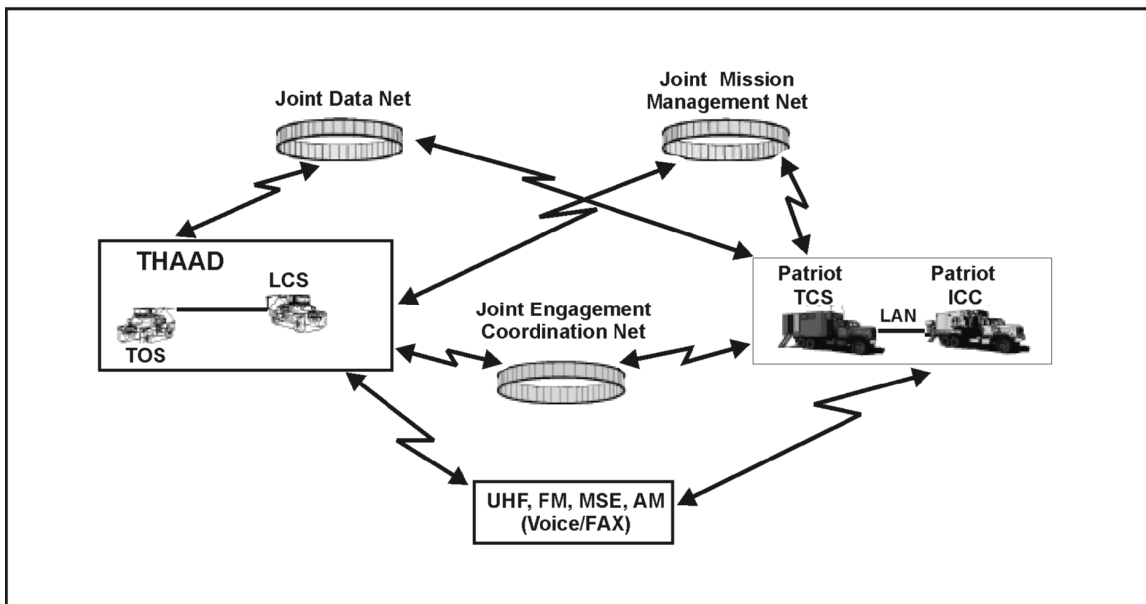 Joint Data Net
Joint Mission
Management Net
THAAD
LCS
TOS
Joint Engagement
Coordination Net
Patriot
TCS
LAN
Patriot
ICC
UHF, FM, MSE, AM
(Voice/FAX)